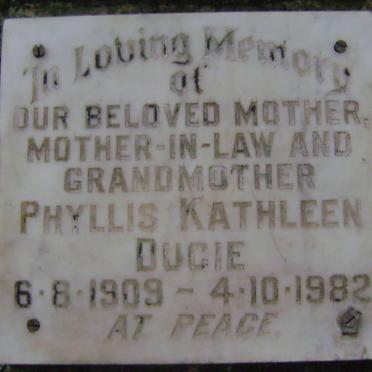 In Loving Memory
of
OUR BELOVED MOTHER,
MOTHER-IN-LAW AND
GRANDMOTHER
PHYLLIS KATHLEEN
DUGIE
6·8·1909 - 4·10·1982
AT PEACE.